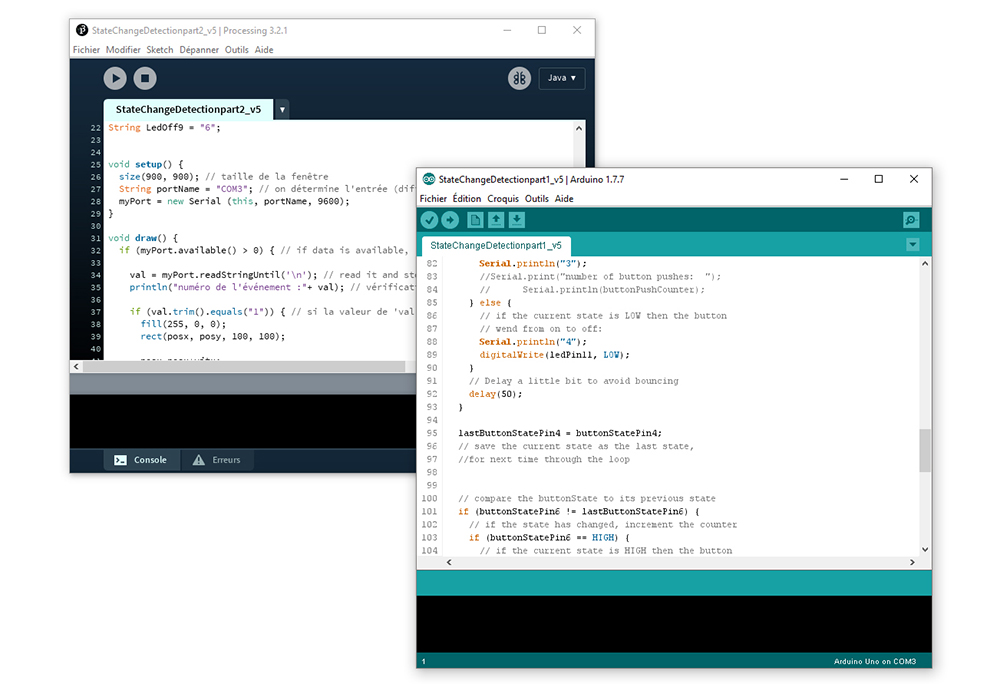 StateChangeDetectionpart2_v5 | Processing 3.2.1
Fichier Modifier Sketch Dépanner Outils Aide
Java ▾
StateChangeDetectionpart2_v5
22 String LedOff9 = "6";
23
24
25 void setup() {
26 size(900, 900); // taille de la fenêtre
27 String portName = "COM3"; // on détermine l'entrée (dif
28 myPort = new Serial (this, portName, 9600);
29 }
30
31 void draw() {
32 if (myPort.available() > 0) { // if data is available,
33
34 val = myPort.readStringUntil('\n'); // read it and sto
35 println("numéro de l'événement :"+ val); // vérificat
36
37 if (val.trim().equals("1")) { // si la valeur de 'val
38 fill(255, 0, 0);
39 rect(posx, posy, 100, 100);
40
Console
Erreurs
StateChangeDetectionpart1_v5 | Arduino 1.7.7
Fichier Édition Croquis Outils Aide
StateChangeDetectionpart1_v5
82 Serial.println("3");
83 //Serial.print("number of button pushes:  ");
84 // Serial.println(buttonPushCounter);
85 } else {
86 // if the current state is LOW then the button
87 // wend from on to off:
88 Serial.println("4");
89 digitalWrite(ledPin11, LOW);
90 }
91 // Delay a little bit to avoid bouncing
92 delay(50);
93 }
94
95 lastButtonStatePin4 = buttonStatePin4;
96 // save the current state as the last state,
97 //for next time through the loop
98
99
100 // compare the buttonState to its previous state
101 if (buttonStatePin6 != lastButtonStatePin6) {
102 // if the state has changed, increment the counter
103 if (buttonStatePin6 == HIGH) {
104 // if the current state is HIGH then the button
1
Arduino Uno on COM3